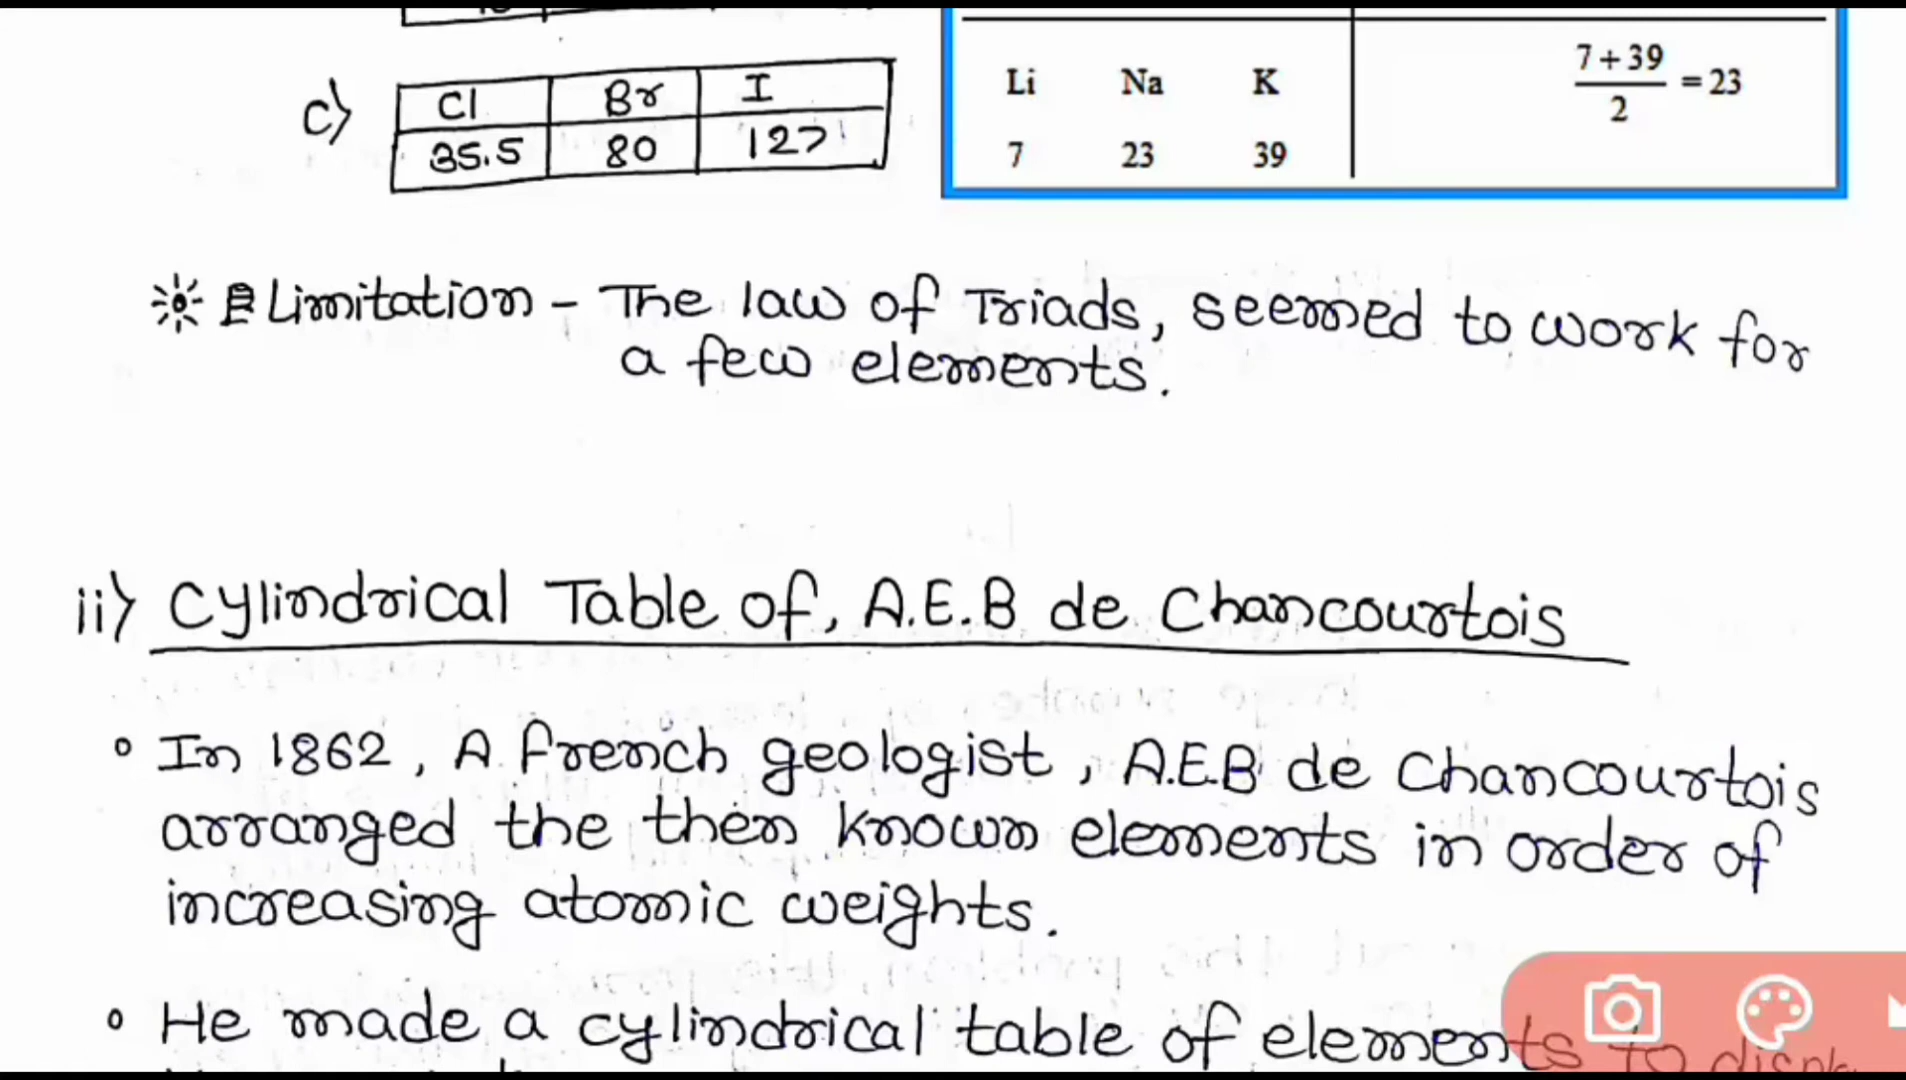 c) Cl Br I
35.5 80 127
Li Na K
7 23 39
7 + 39
2
= 23
Limitation - The law of Triads, seemed to work for
a few elements.
ii) Cylindrical Table of, A.E.B de Chancourtois
In 1862, A french geologist, A.E.B de Chancourtois
arranged the then known elements in order of
increasing atomic weights.
He made a cylindrical table of elements to